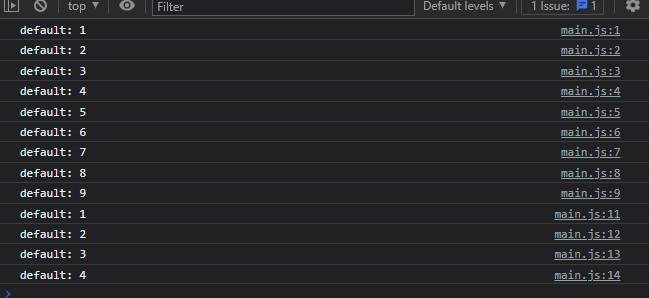 top ▼ Filter Default levels ▼ 1 Issue: 1
default: 1 main.js:1
default: 2 main.js:2
default: 3 main.js:3
default: 4 main.js:4
default: 5 main.js:5
default: 6 main.js:6
default: 7 main.js:7
default: 8 main.js:8
default: 9 main.js:9
default: 1 main.js:11
default: 2 main.js:12
default: 3 main.js:13
default: 4 main.js:14